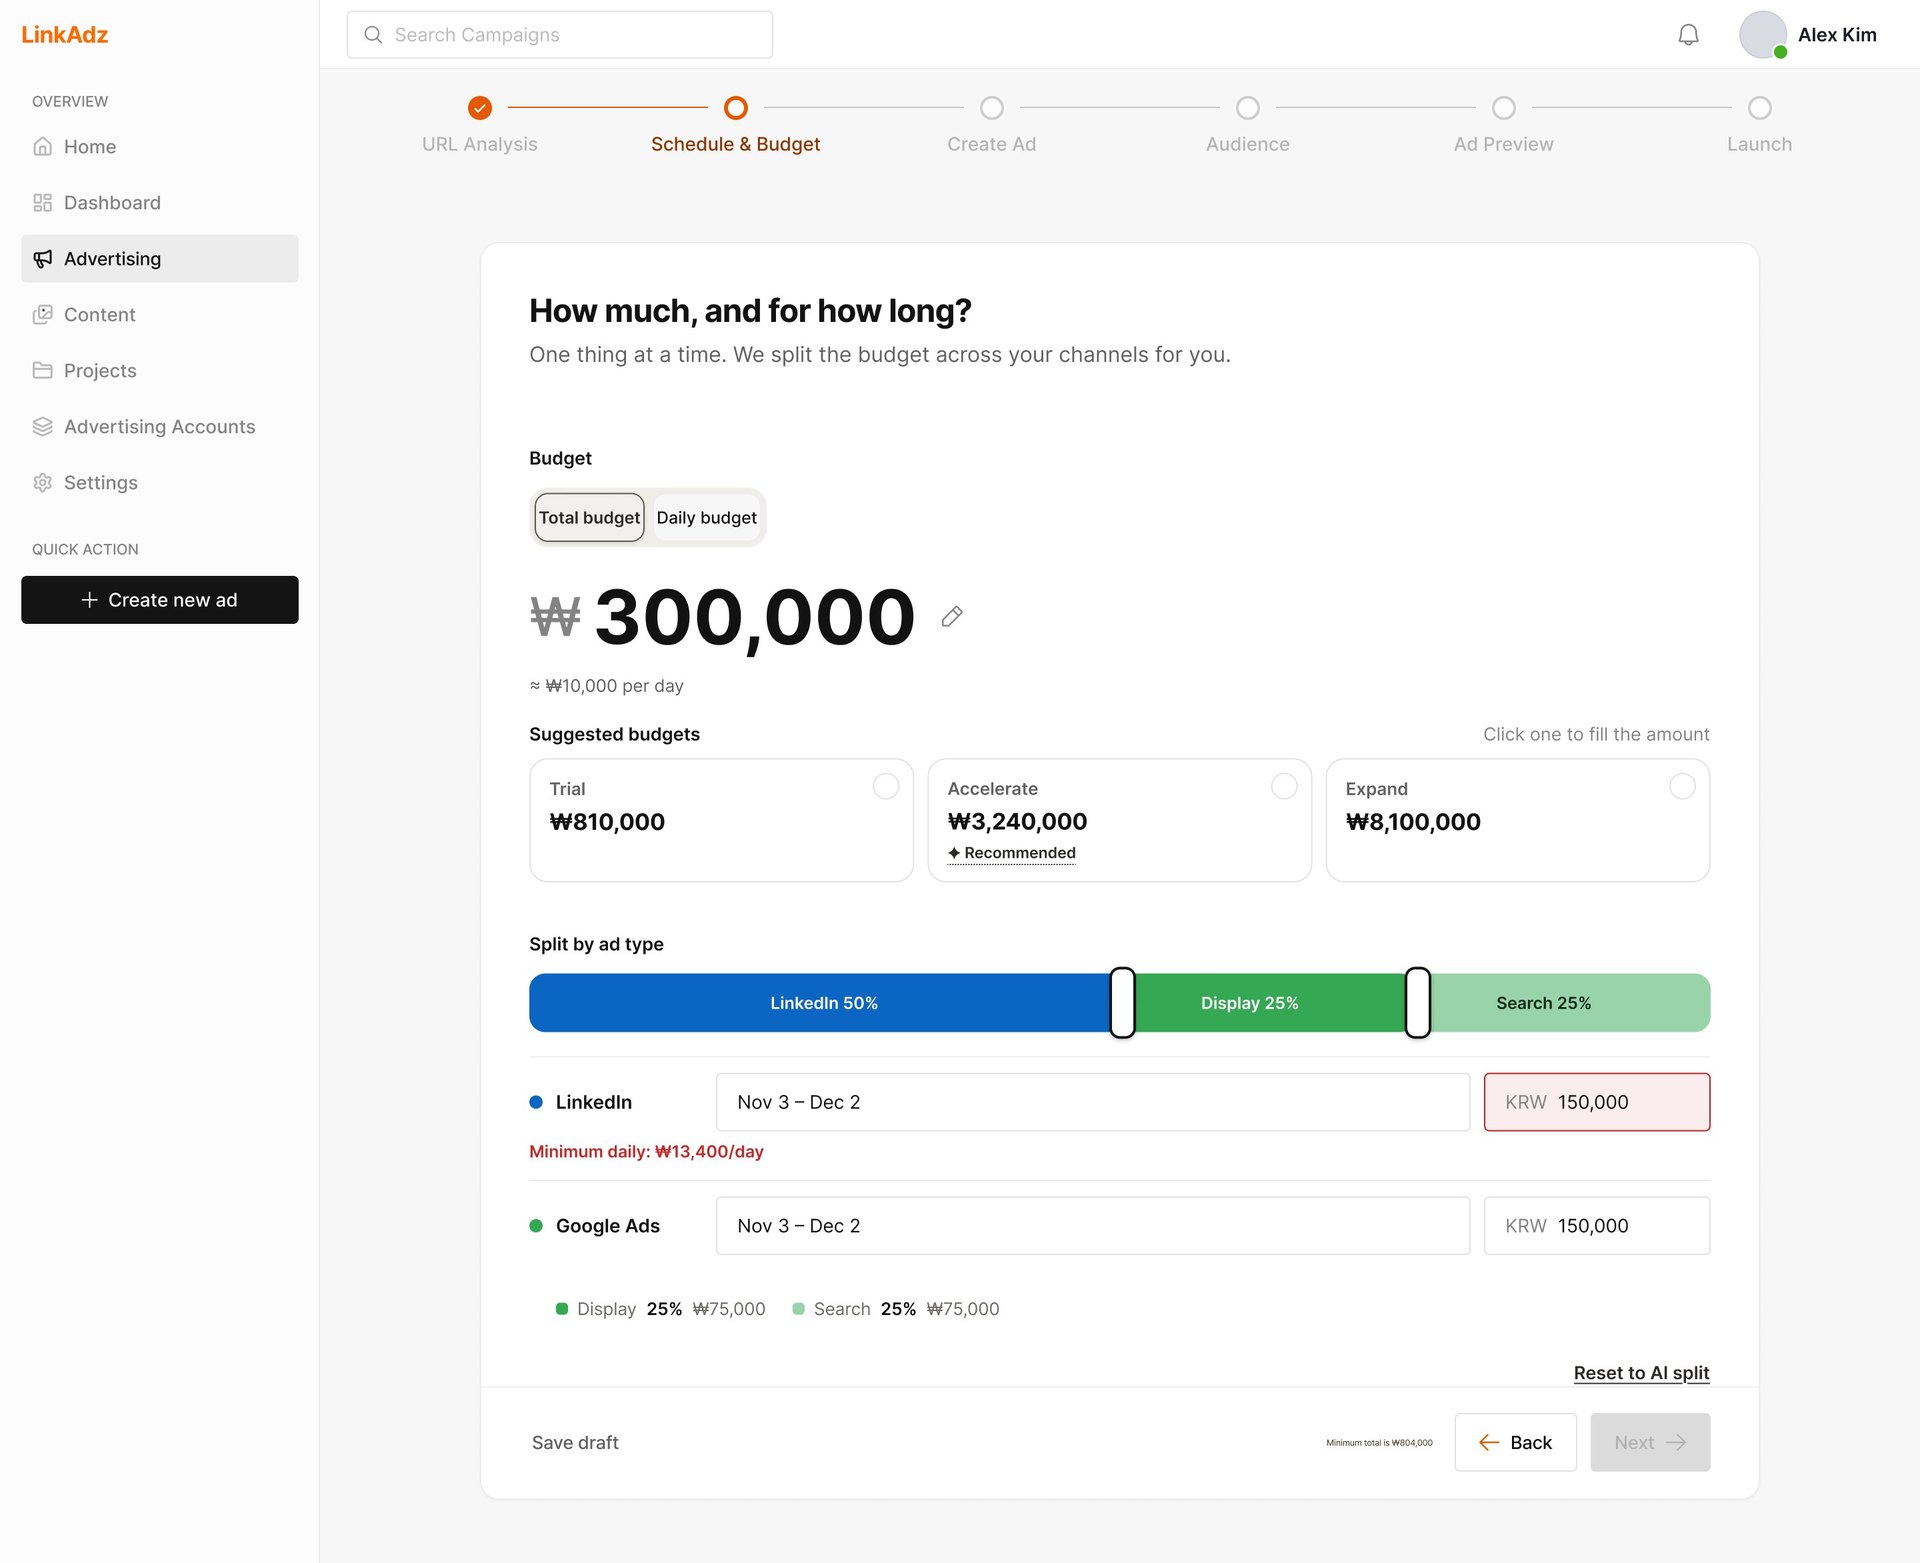 LinkAdz
Search Campaigns
Alex Kim
OVERVIEW
Home
Dashboard
Advertising
Content
Projects
Advertising Accounts
Settings
QUICK ACTION
Create new ad
URL Analysis
Schedule & Budget
Create Ad
Audience
Ad Preview
Launch
How much, and for how long?
One thing at a time. We split the budget across your channels for you.
Budget
Total budget
Daily budget
₩ 300,000
≈ ₩10,000 per day
Suggested budgets
Click one to fill the amount
Trial
₩810,000
Accelerate
₩3,240,000
✦ Recommended
Expand
₩8,100,000
Split by ad type
LinkedIn 50%
Display 25%
Search 25%
LinkedIn
Nov 3 – Dec 2
KRW 150,000
Minimum daily: ₩13,400/day
Google Ads
Nov 3 – Dec 2
KRW 150,000
Display 25% ₩75,000
Search 25% ₩75,000
Reset to AI split
Save draft
Minimum total is ₩804,000
Back
Next